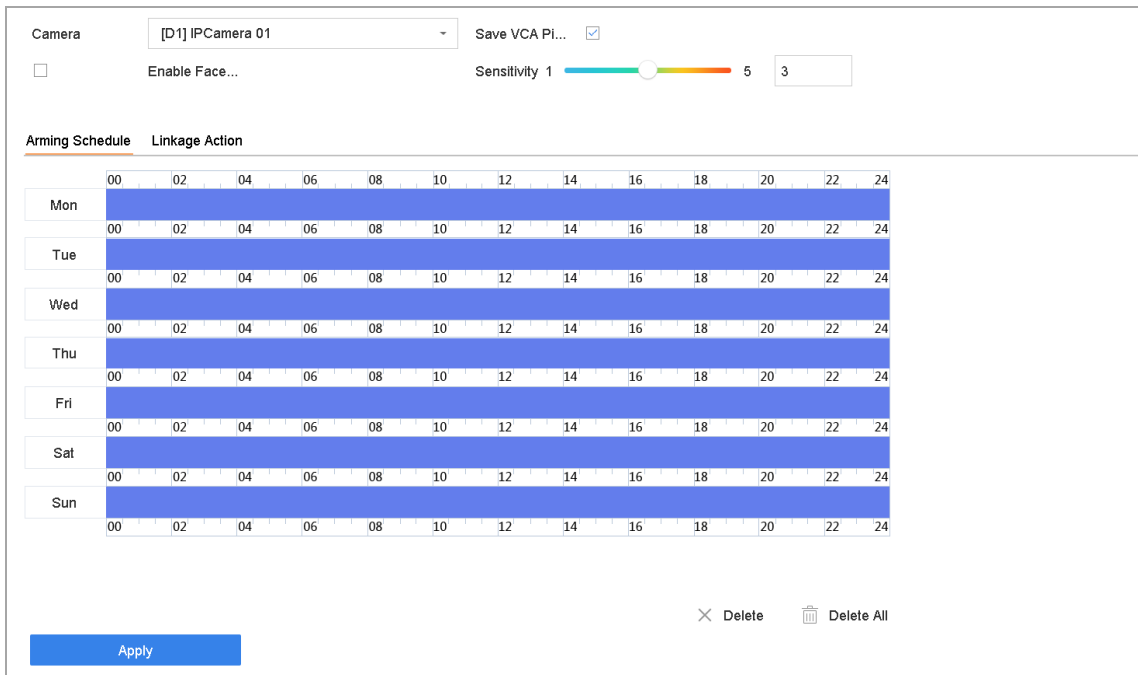 Camera [D1] IPCamera 01 Save VCA Pi...
Enable Face... Sensitivity 1 5 3
Arming Schedule Linkage Action
00 02 04 06 08 10 12 14 16 18 20 22 24
Mon
00 02 04 06 08 10 12 14 16 18 20 22 24
Tue
00 02 04 06 08 10 12 14 16 18 20 22 24
Wed
00 02 04 06 08 10 12 14 16 18 20 22 24
Thu
00 02 04 06 08 10 12 14 16 18 20 22 24
Fri
00 02 04 06 08 10 12 14 16 18 20 22 24
Sat
00 02 04 06 08 10 12 14 16 18 20 22 24
Sun
00 02 04 06 08 10 12 14 16 18 20 22 24
Delete Delete All
Apply